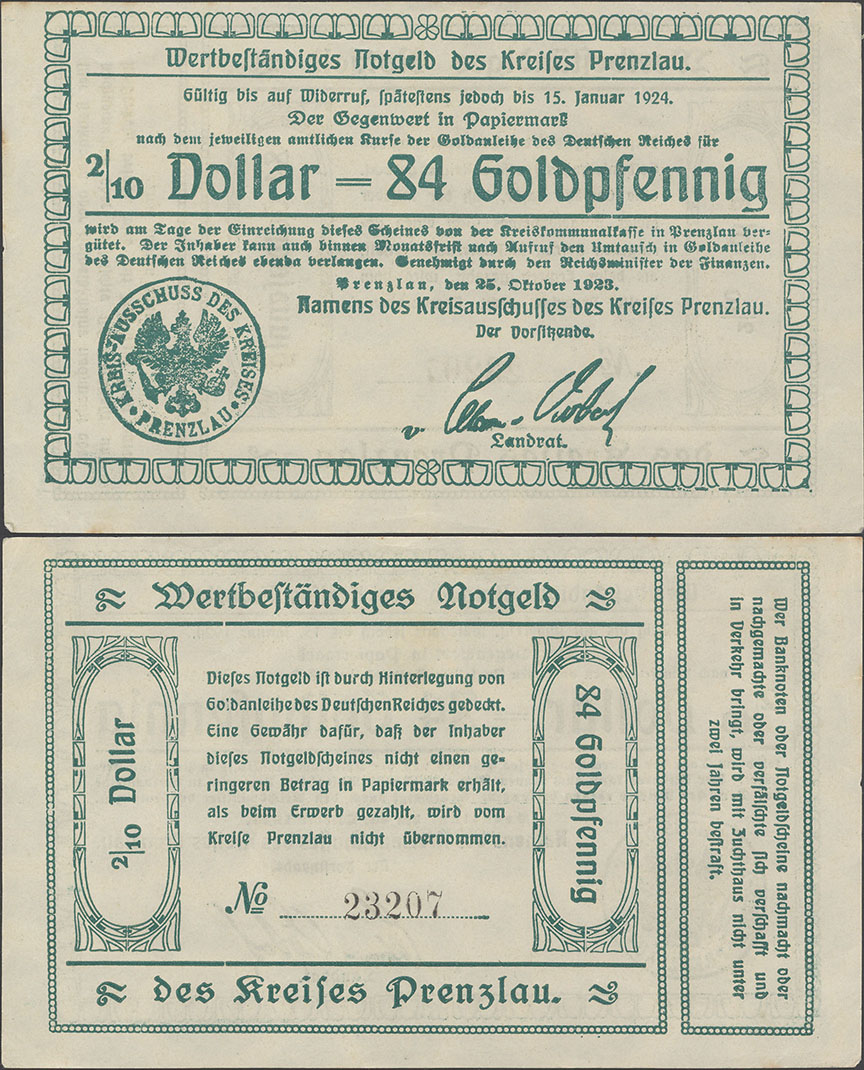 Wertbeständiges Notgeld des Kreises Prenzlau.
Gültig bis auf Widerruf, spätestens jedoch bis 15. Januar 1924.
Der Gegenwert in Papiermark
nach dem jeweiligen amtlichen Kurse der Goldanleihe des Deutschen Reiches für
2/10 Dollar = 84 Goldpfennig
wird am Tage der Einreichung dieses Scheines von der Kreiskommunalkasse in Prenzlau ver-
gütet. Der Inhaber kann auch binnen Monatsfrist nach Aufruf den Umtausch in Goldanleihe
des Deutschen Reiches ebenda verlangen. Genehmigt durch den Reichsminister der Finanzen.
Prenzlau, den 25. Oktober 1923.
Namens des Kreisausschusses des Kreises Prenzlau.
Der Vorsitzende.
Landrat.
KREIS-AUSSCHUSS DES KREISES
PRENZLAU
Wertbeständiges Notgeld
2/10 Dollar
Dieses Notgeld ist durch Hinterlegung von
Goldanleihe des Deutschen Reiches gedeckt.
Eine Gewähr dafür, daß der Inhaber
dieses Notgeldscheines nicht einen ge-
ringeren Betrag in Papiermark erhält,
als beim Erwerb gezahlt, wird vom
Kreise Prenzlau nicht übernommen.
No 23207
84 Goldpfennig
des Kreises Prenzlau.
Wer Banknoten oder Notgeldscheine nachmacht oder
nachgemachte oder verfälschte sich verschafft und
in Verkehr bringt, wird mit Zuchthaus nicht unter
zwei Jahren bestraft.